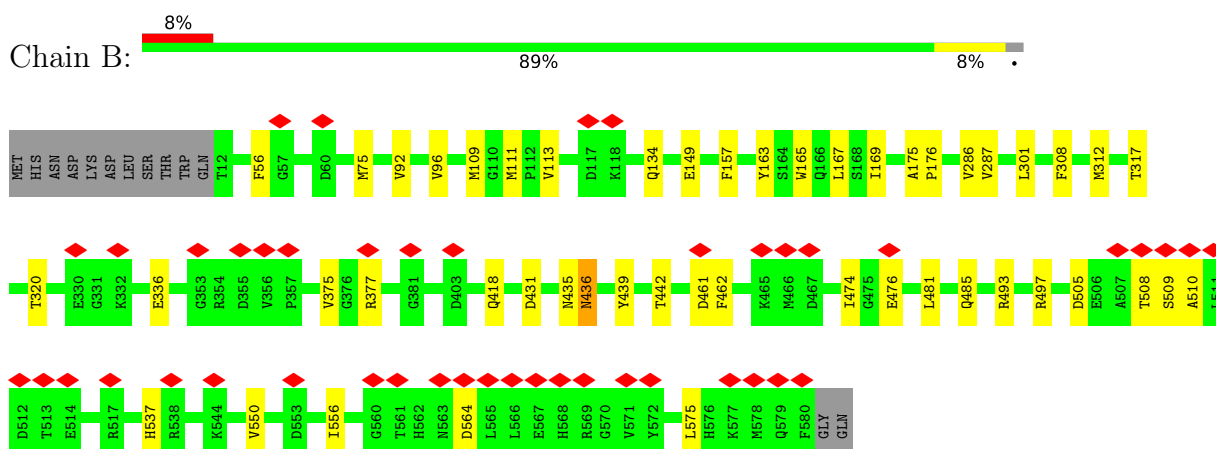 8%
Chain B:
89% 8% •
MET HIS ASN ASP LYS ASP LEU SER THR TRP GLN T12 F56 G57 D60 M75 V92 V96 M109 G110 M111 P112 V113 D117 K118 Q134 E149 F157 Y163 S164 W165 Q166 L167 S168 I169 A175 P176 V286 V287 L301 F308 M312 T317
T320 E330 G331 K332 E336 G353 R354 D355 V356 P357 V375 G376 R377 G381 D403 Q418 D431 N435 N436 Y439 T442 D461 F462 K465 M466 D467 I474 G475 E476 L481 Q485 R493 R497 D505 E506 A507 T508 S509 A510 I511
D512 T513 E514 R517 H537 R538 K544 V550 D553 I556 G560 T561 H562 N563 D564 L565 L566 E567 H568 R569 G570 V571 Y572 L575 H576 K577 M578 Q579 F580 GLY GLN